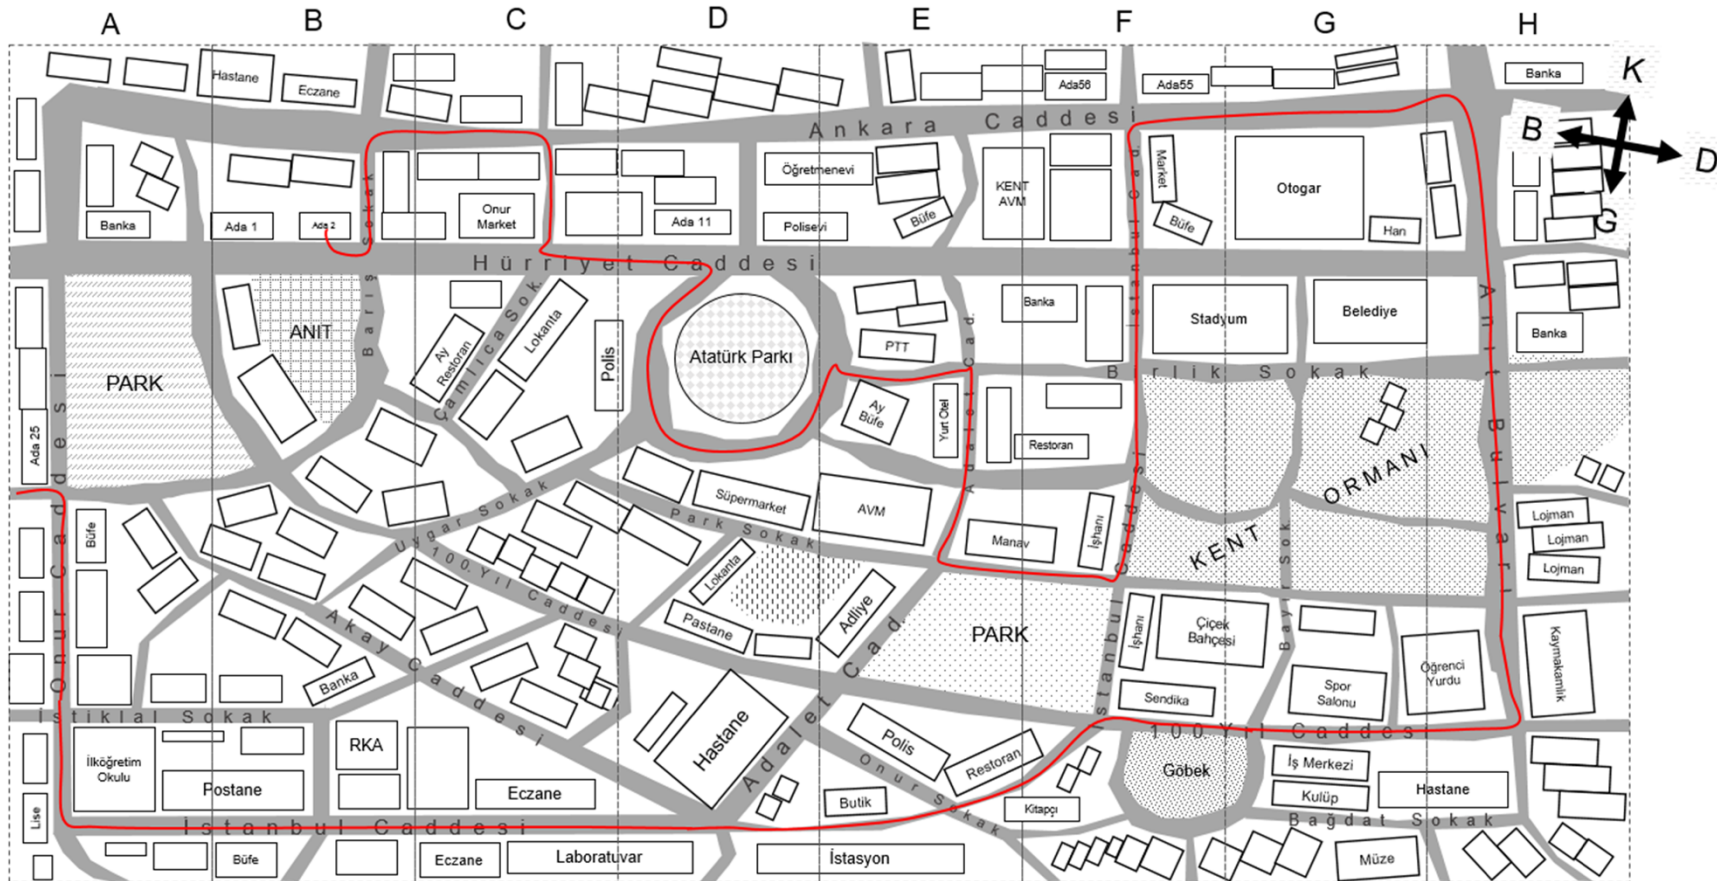 A B C D E F G H
Hastane
Eczane
Ada56
Ada55
Banka
K
B
D
G
Ankara Caddesi
Öğretmenevi
KENT
AVM
Market
Otogar
Banka
Ada 1
Ada 2
Sokak
Onur
Market
Ada 11
Polisevi
Büfe
Büfe
Han
İstanbul Cad.
Hürriyet Caddesi
PARK
ANIT
Barış
Ay
Restoran
Çamlıca Sok.
Lokanta
Polis
Atatürk Parkı
PTT
Banka
Stadyum
Belediye
Banka
Anıt Bulvarı
Birlik Sokak
Adalet Cad.
Ay
Büfe
Yurt Otel
Restoran
Ada 25
Onur Caddesi
Büfe
Uygar Sokak
Süpermarket
AVM
Park Sokak
Manav
İşhanı
İstanbul Caddesi
KENT ORMANI
Bayır Sok.
Lojman
Lojman
Lojman
100.Yıl Caddesi
Lokanta
Pastane
Adliye
Adalet Cad.
PARK
İşhanı
Çiçek
Bahçesi
Sendika
Spor
Salonu
Öğrenci
Yurdu
Kaymakamlık
Akay Caddesi
Banka
İstiklal Sokak
İlköğretim
Okulu
Postane
RKA
Eczane
Hastane
Polis
Restoran
Onur Sokak
Butik
Kitapçı
100.Yıl Caddes
Göbek
İş Merkezi
Kulüp
Hastane
Bağdat Sokak
Lise
İstanbul Caddesi
Büfe
Eczane
Laboratuvar
İstasyon
Müze